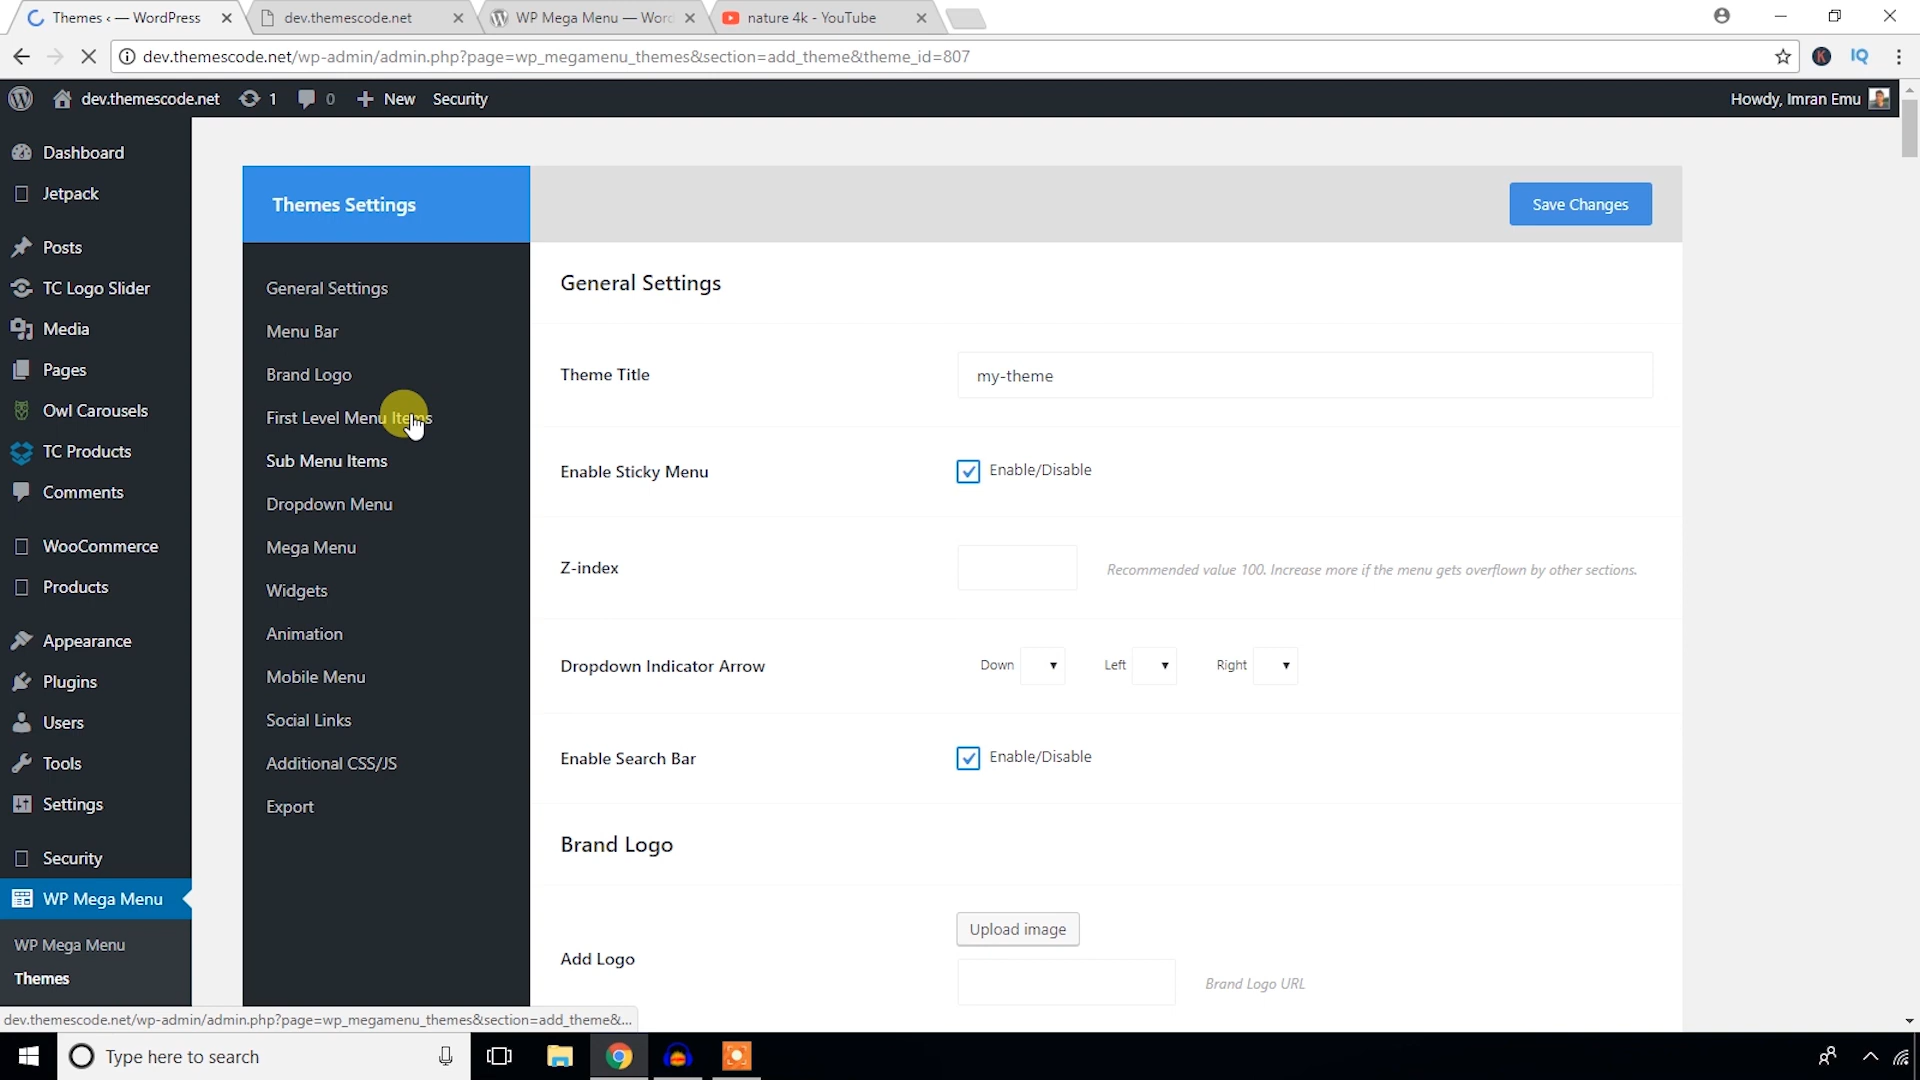 Themes ‹ — WordPress
dev.themescode.net
WP Mega Menu — Word
nature 4k - YouTube
dev.themescode.net/wp-admin/admin.php?page=wp_megamenu_themes&section=add_theme&theme_id=807
K
IQ
dev.themescode.net
1
0
New
Security
Howdy, Imran Emu
Dashboard
Jetpack
Posts
TC Logo Slider
Media
Pages
Owl Carousels
TC Products
Comments
WooCommerce
Products
Appearance
Plugins
Users
Tools
Settings
Security
WP Mega Menu
WP Mega Menu
Themes
Themes Settings
General Settings
Menu Bar
Brand Logo
First Level Menu Items
Sub Menu Items
Dropdown Menu
Mega Menu
Widgets
Animation
Mobile Menu
Social Links
Additional CSS/JS
Export
Save Changes
General Settings
Theme Title
my-theme
Enable Sticky Menu
Enable/Disable
Z-index
Recommended value 100. Increase more if the menu gets overflown by other sections.
Dropdown Indicator Arrow
Down
Left
Right
Enable Search Bar
Enable/Disable
Brand Logo
Upload image
Add Logo
Brand Logo URL
dev.themescode.net/wp-admin/admin.php?page=wp_megamenu_themes&section=add_theme&...
Type here to search